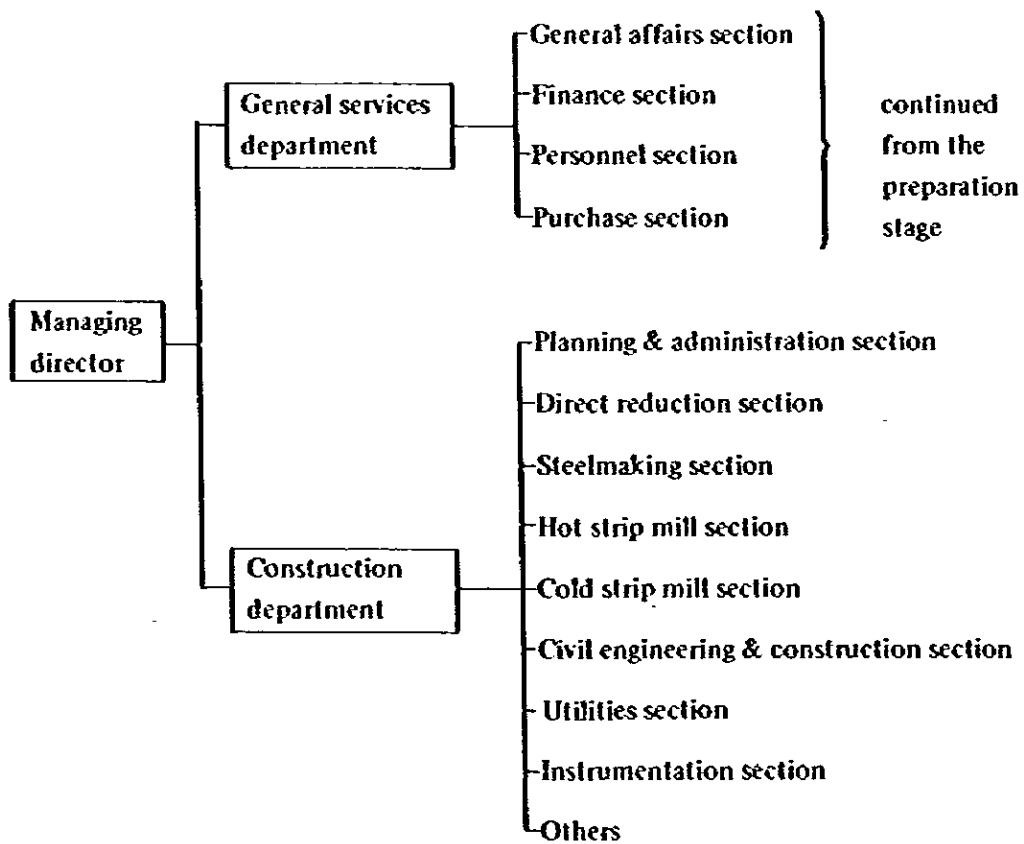 General affairs section
Finance section
Personnel section
Purchase section
General services
department
continued
from the
preparation
stage
Managing
director
Planning & administration section
Direct reduction section
Steelmaking section
Hot strip mill section
Cold strip mill section
Civil engineering & construction section
Utilities section
Instrumentation section
Others
Construction
department